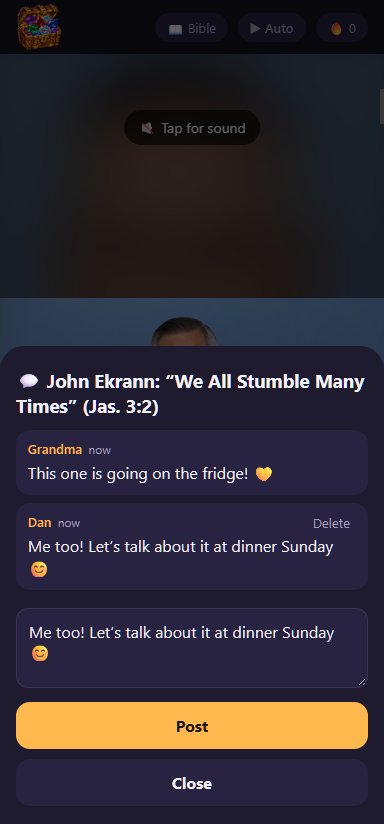 📖 Bible ▶ Auto 🔥 0
🔇 Tap for sound
💬 John Ekrann: “We All Stumble Many
Times” (Jas. 3:2)
Grandma now
This one is going on the fridge! 💛
Dan now Delete
Me too! Let’s talk about it at dinner Sunday
😊
Me too! Let’s talk about it at dinner Sunday
😊
Post
Close